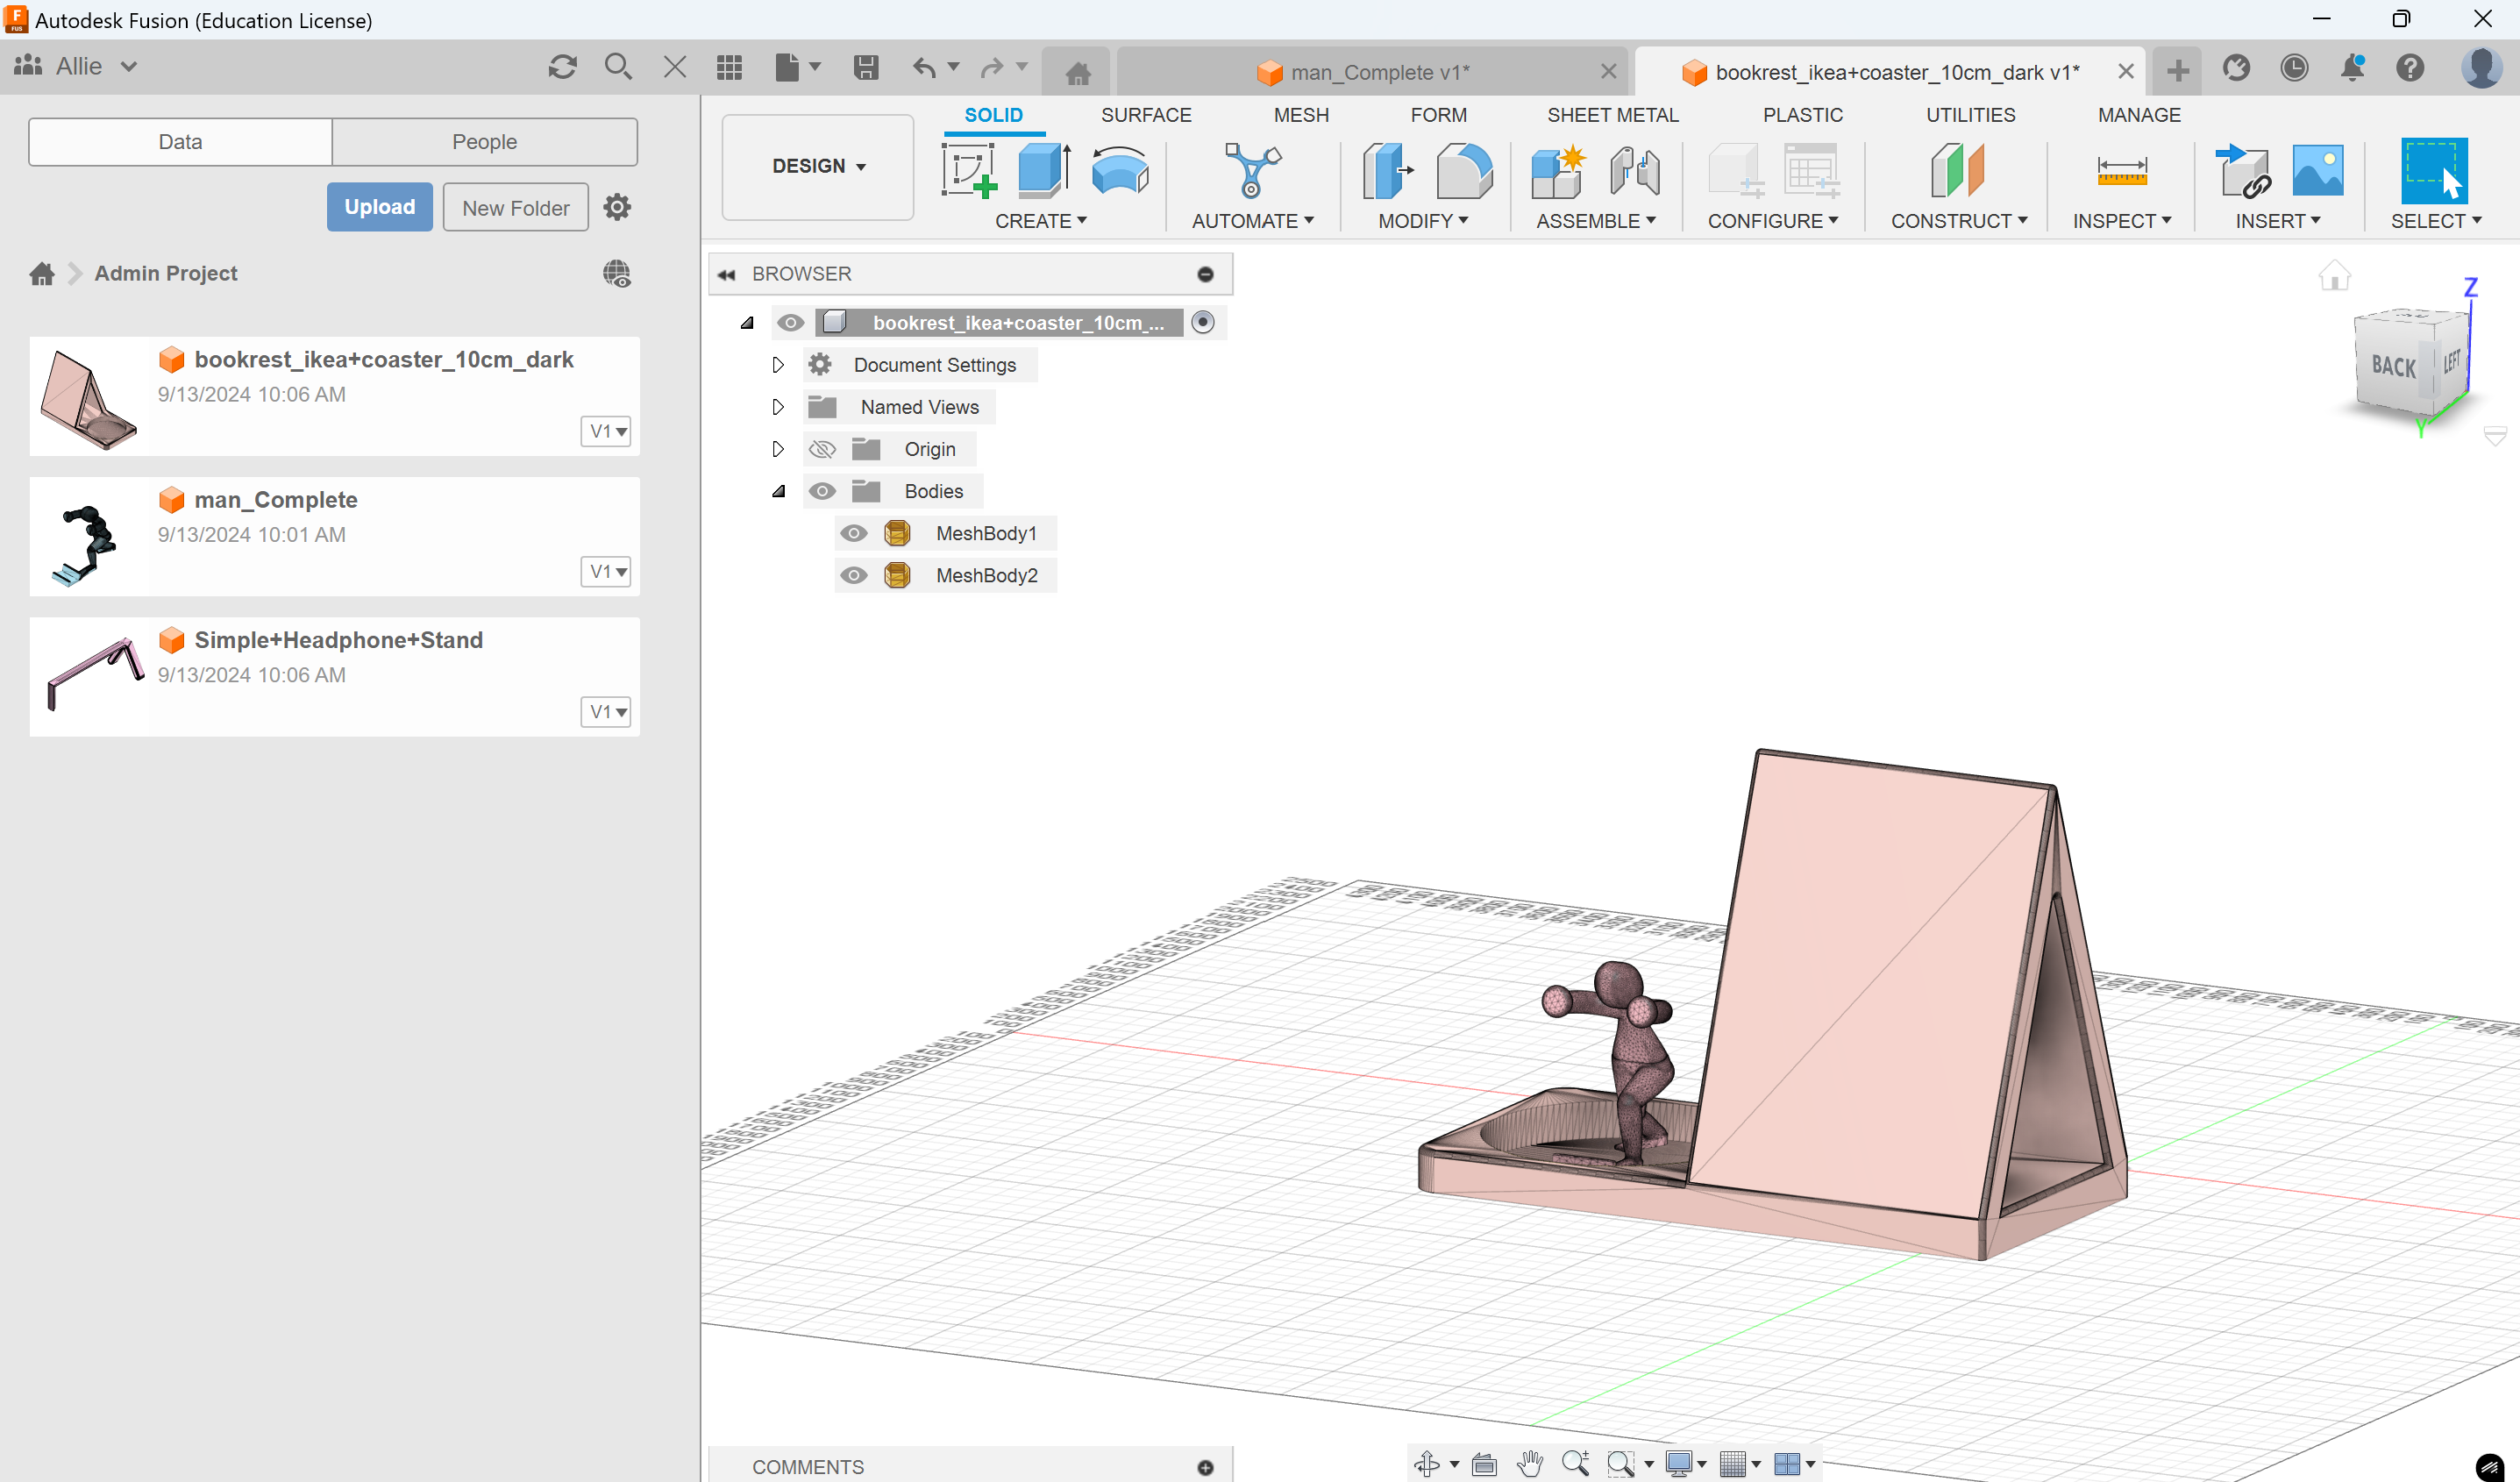 Autodesk Fusion (Education License)
Allie
man_Complete v1*
bookrest_ikea+coaster_10cm_dark v1*
Data
People
Upload
New Folder
Admin Project
bookrest_ikea+coaster_10cm_dark
9/13/2024 10:06 AM
V1
man_Complete
9/13/2024 10:01 AM
V1
Simple+Headphone+Stand
9/13/2024 10:06 AM
V1
DESIGN
SOLID
SURFACE
MESH
FORM
SHEET METAL
PLASTIC
UTILITIES
MANAGE
CREATE
AUTOMATE
MODIFY
ASSEMBLE
CONFIGURE
CONSTRUCT
INSPECT
INSERT
SELECT
BROWSER
bookrest_ikea+coaster_10cm_...
Document Settings
Named Views
Origin
Bodies
MeshBody1
MeshBody2
Z
BACK
LEFT
Y
COMMENTS